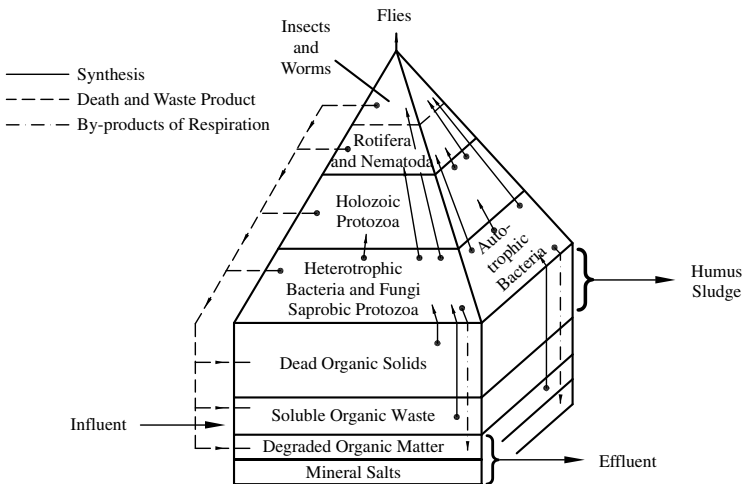 Flies
Insects
and
Worms
Synthesis
Death and Waste Product
By-products of Respiration
Rotifera
and Nematoda
Holozoic
Protozoa
Auto-
trophic
Bacteria
Heterotrophic
Bacteria and Fungi
Saprobic Protozoa
Humus
Sludge
Dead Organic Solids
Influent
Soluble Organic Waste
Degraded Organic Matter
Effluent
Mineral Salts